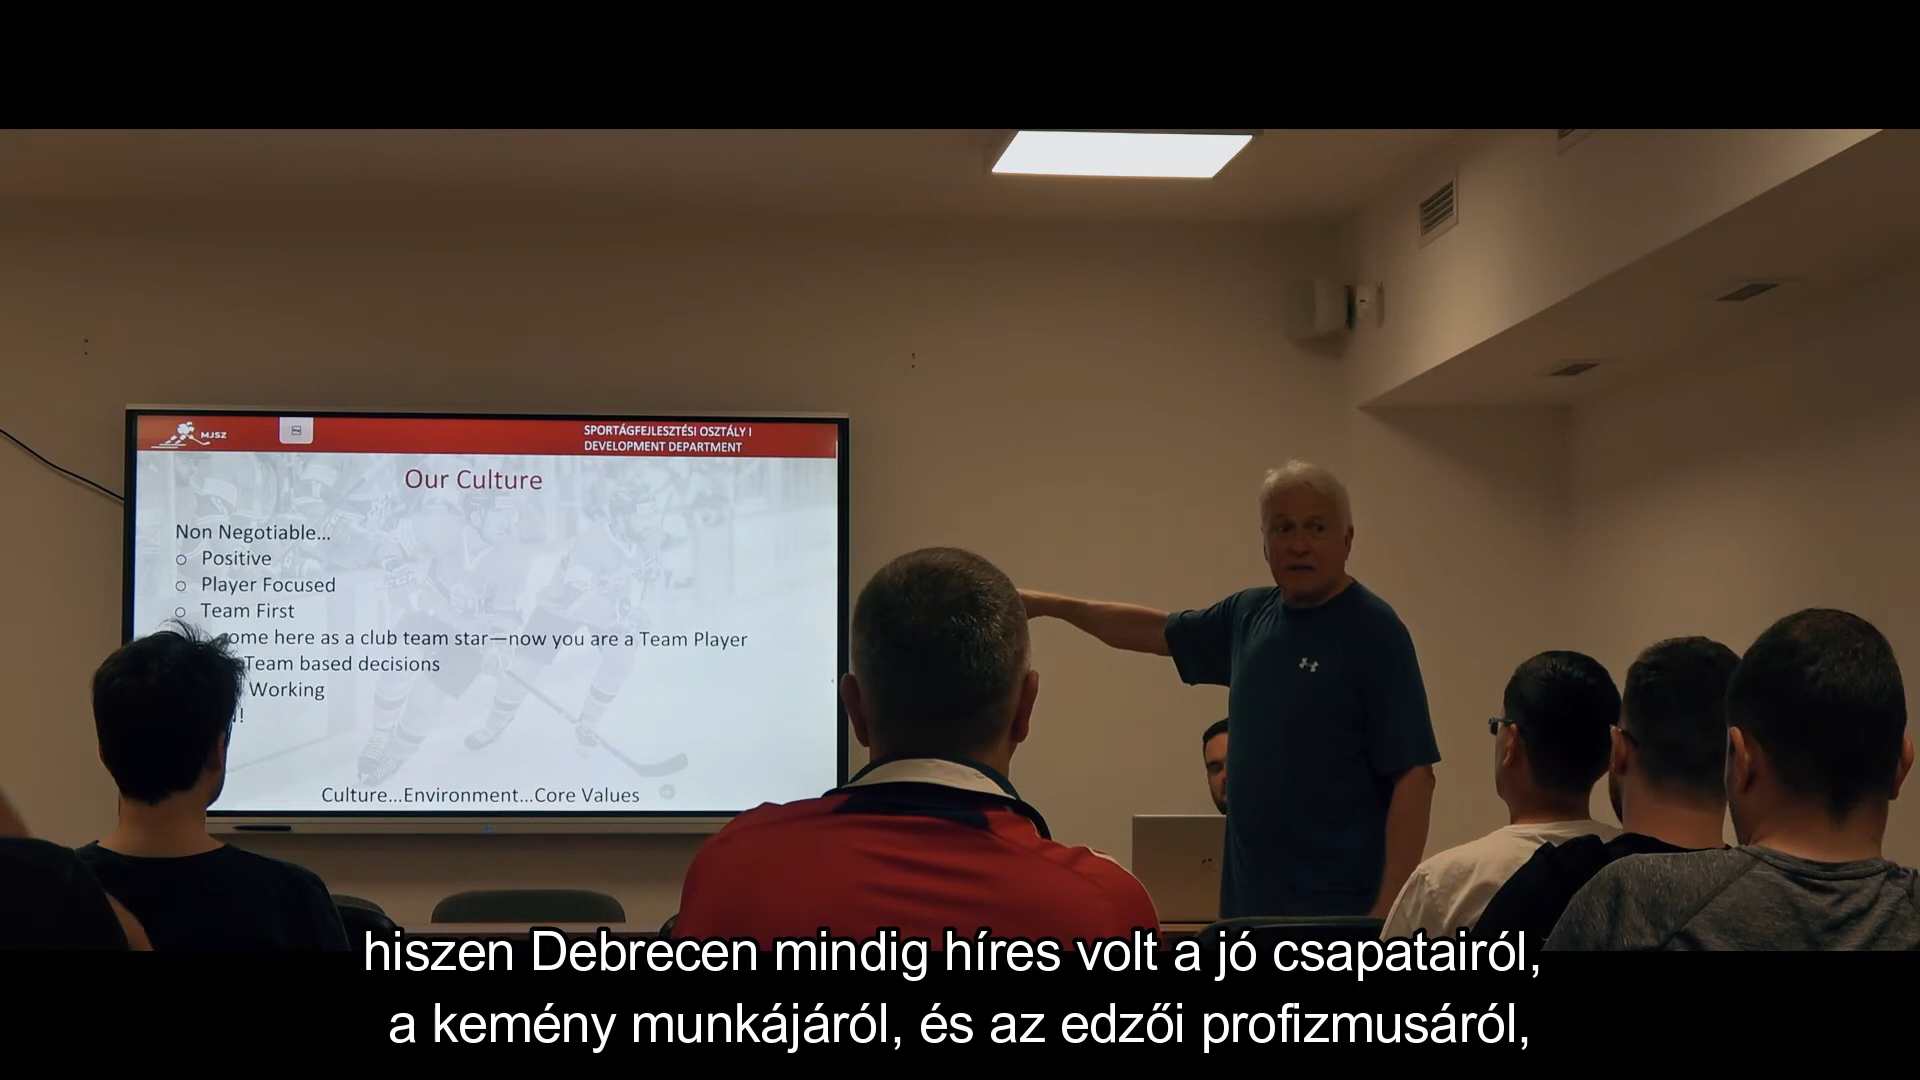 MJSZ
SPORTÁGFEJLESZTÉSI OSZTÁLY I
DEVELOPMENT DEPARTMENT
Our Culture
Non Negotiable...
○ Positive
○ Player Focused
○ Team First
here as a club team star—now you are a Team Player
Team based decisions
Working
Culture...Environment...Core Values
hiszen Debrecen mindig híres volt a jó csapatairól,
a kemény munkájáról, és az edzői profizmusáról,